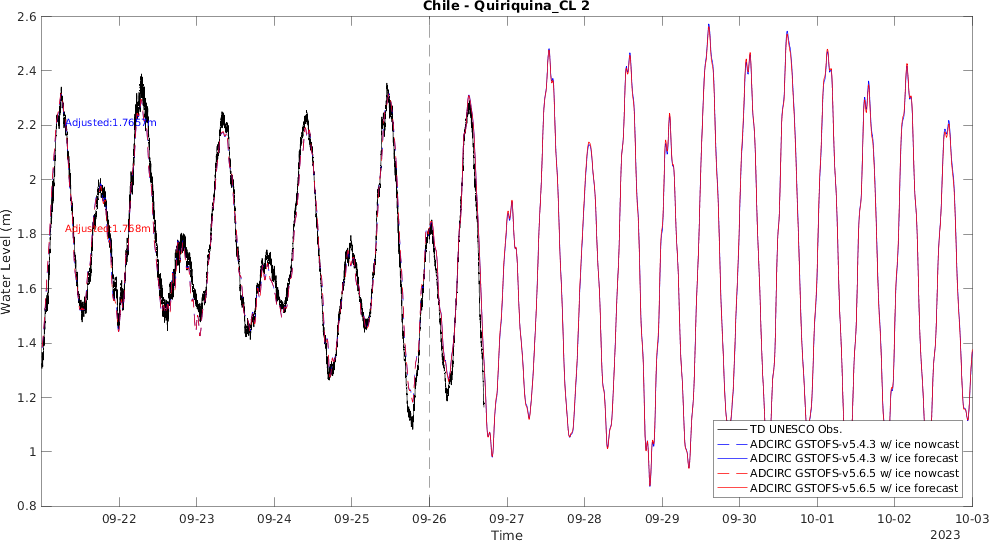 Chile - Quiriquina_CL 2
Water Level (m)
2.6
2.4
2.2
2
1.8
1.6
1.4
1.2
1
0.8
Adjusted:1.7657m
Adjusted:1.758m
TD UNESCO Obs.
ADCIRC GSTOFS-v5.4.3 w/ ice nowcast
ADCIRC GSTOFS-v5.4.3 w/ ice forecast
ADCIRC GSTOFS-v5.6.5 w/ ice nowcast
ADCIRC GSTOFS-v5.6.5 w/ ice forecast
09-22 09-23 09-24 09-25 09-26 09-27 09-28 09-29 09-30 10-01 10-02 10-03
Time
2023